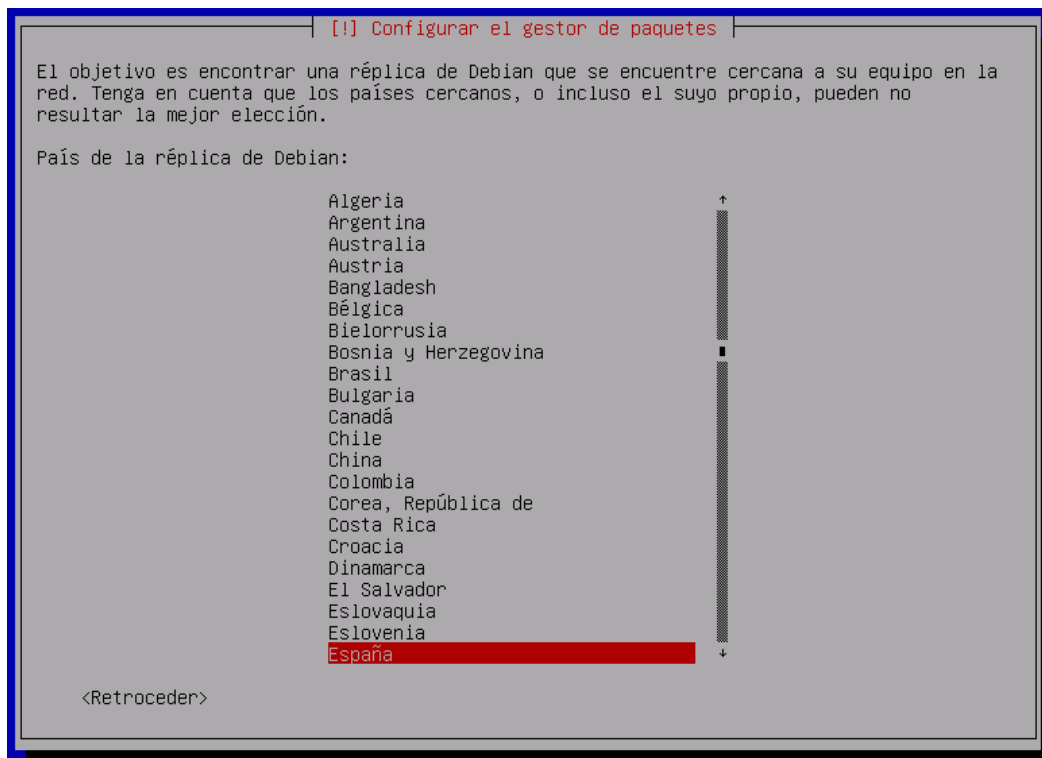 [!] Configurar el gestor de paquetes
El objetivo es encontrar una réplica de Debian que se encuentre cercana a su equipo en la
red. Tenga en cuenta que los países cercanos, o incluso el suyo propio, pueden no
resultar la mejor elección.
País de la réplica de Debian:
Algeria
Argentina
Australia
Austria
Bangladesh
Bélgica
Bielorrusia
Bosnia y Herzegovina
Brasil
Bulgaria
Canadá
Chile
China
Colombia
Corea, República de
Costa Rica
Croacia
Dinamarca
El Salvador
Eslovaquia
Eslovenia
España
<Retroceder>